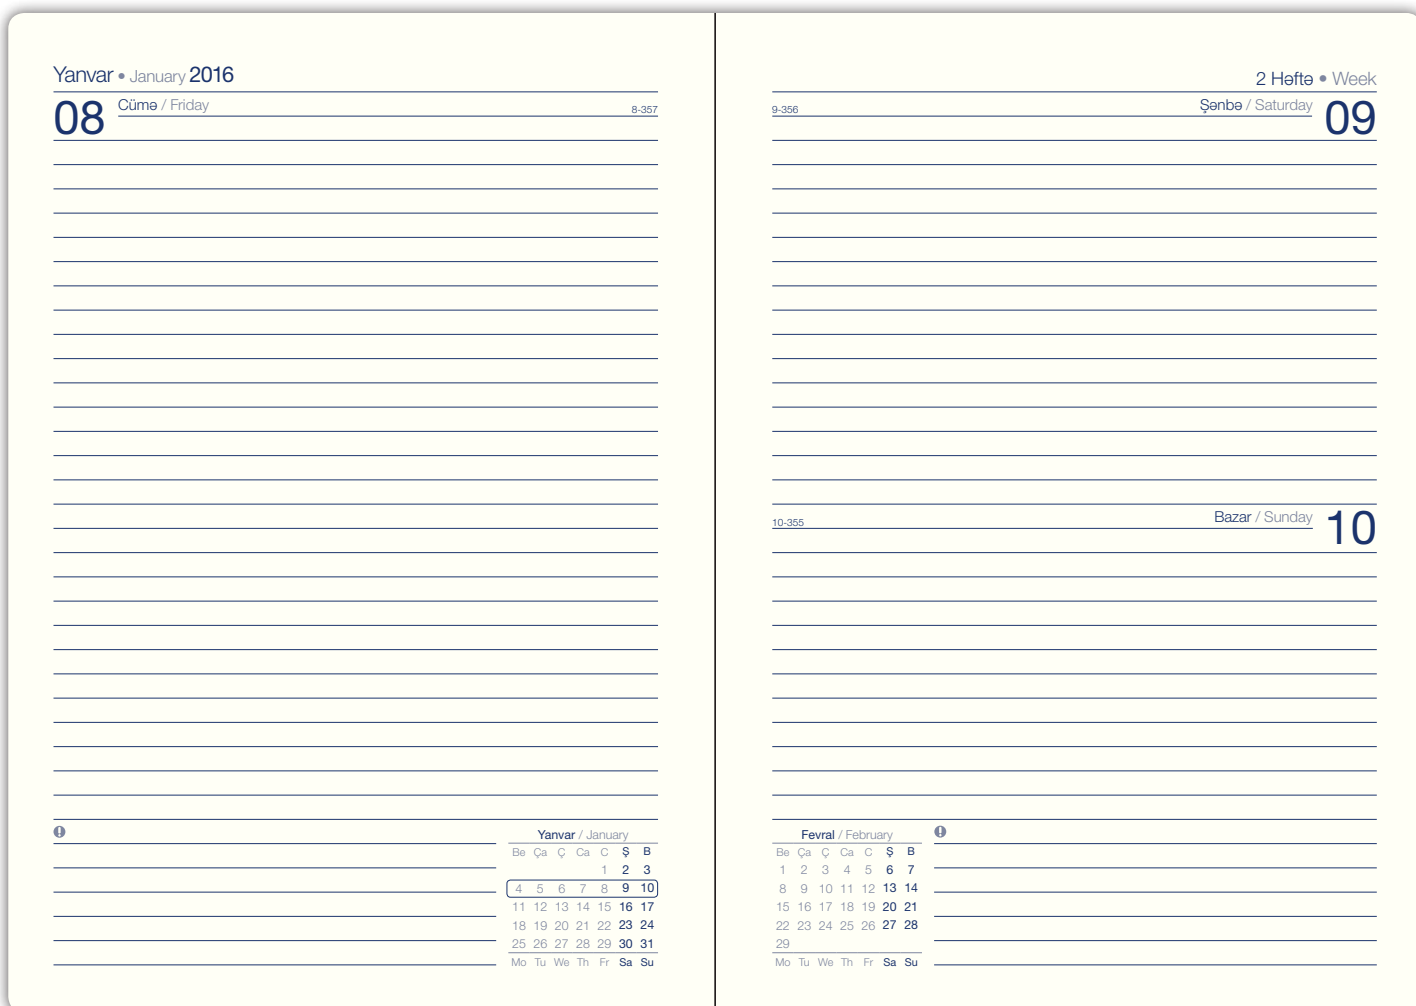 Yanvar • January 2016
08 Cümə / Friday 8-357
Yanvar / January
Be Ça Ç Ca C Ş B
1 2 3
4 5 6 7 8 9 10
11 12 13 14 15 16 17
18 19 20 21 22 23 24
25 26 27 28 29 30 31
Mo Tu We Th Fr Sa Su
2 Həftə • Week
9-356 Şənbə / Saturday 09
10-355 Bazar / Sunday 10
Fevral / February
Be Ça Ç Ca C Ş B
1 2 3 4 5 6 7
8 9 10 11 12 13 14
15 16 17 18 19 20 21
22 23 24 25 26 27 28
29
Mo Tu We Th Fr Sa Su